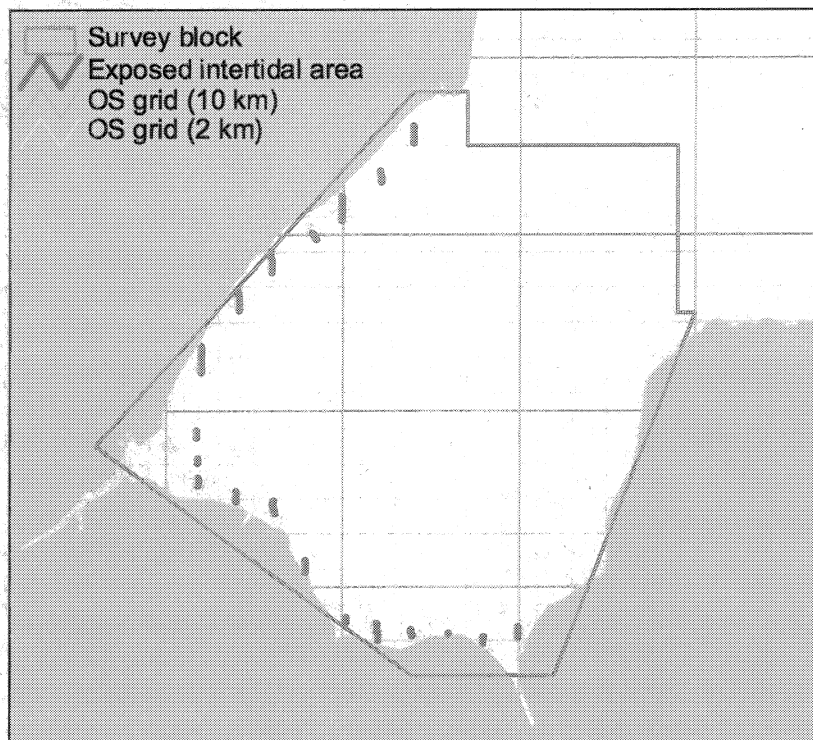 Survey block
Exposed intertidal area
OS grid (10 km)
OS grid (2 km)